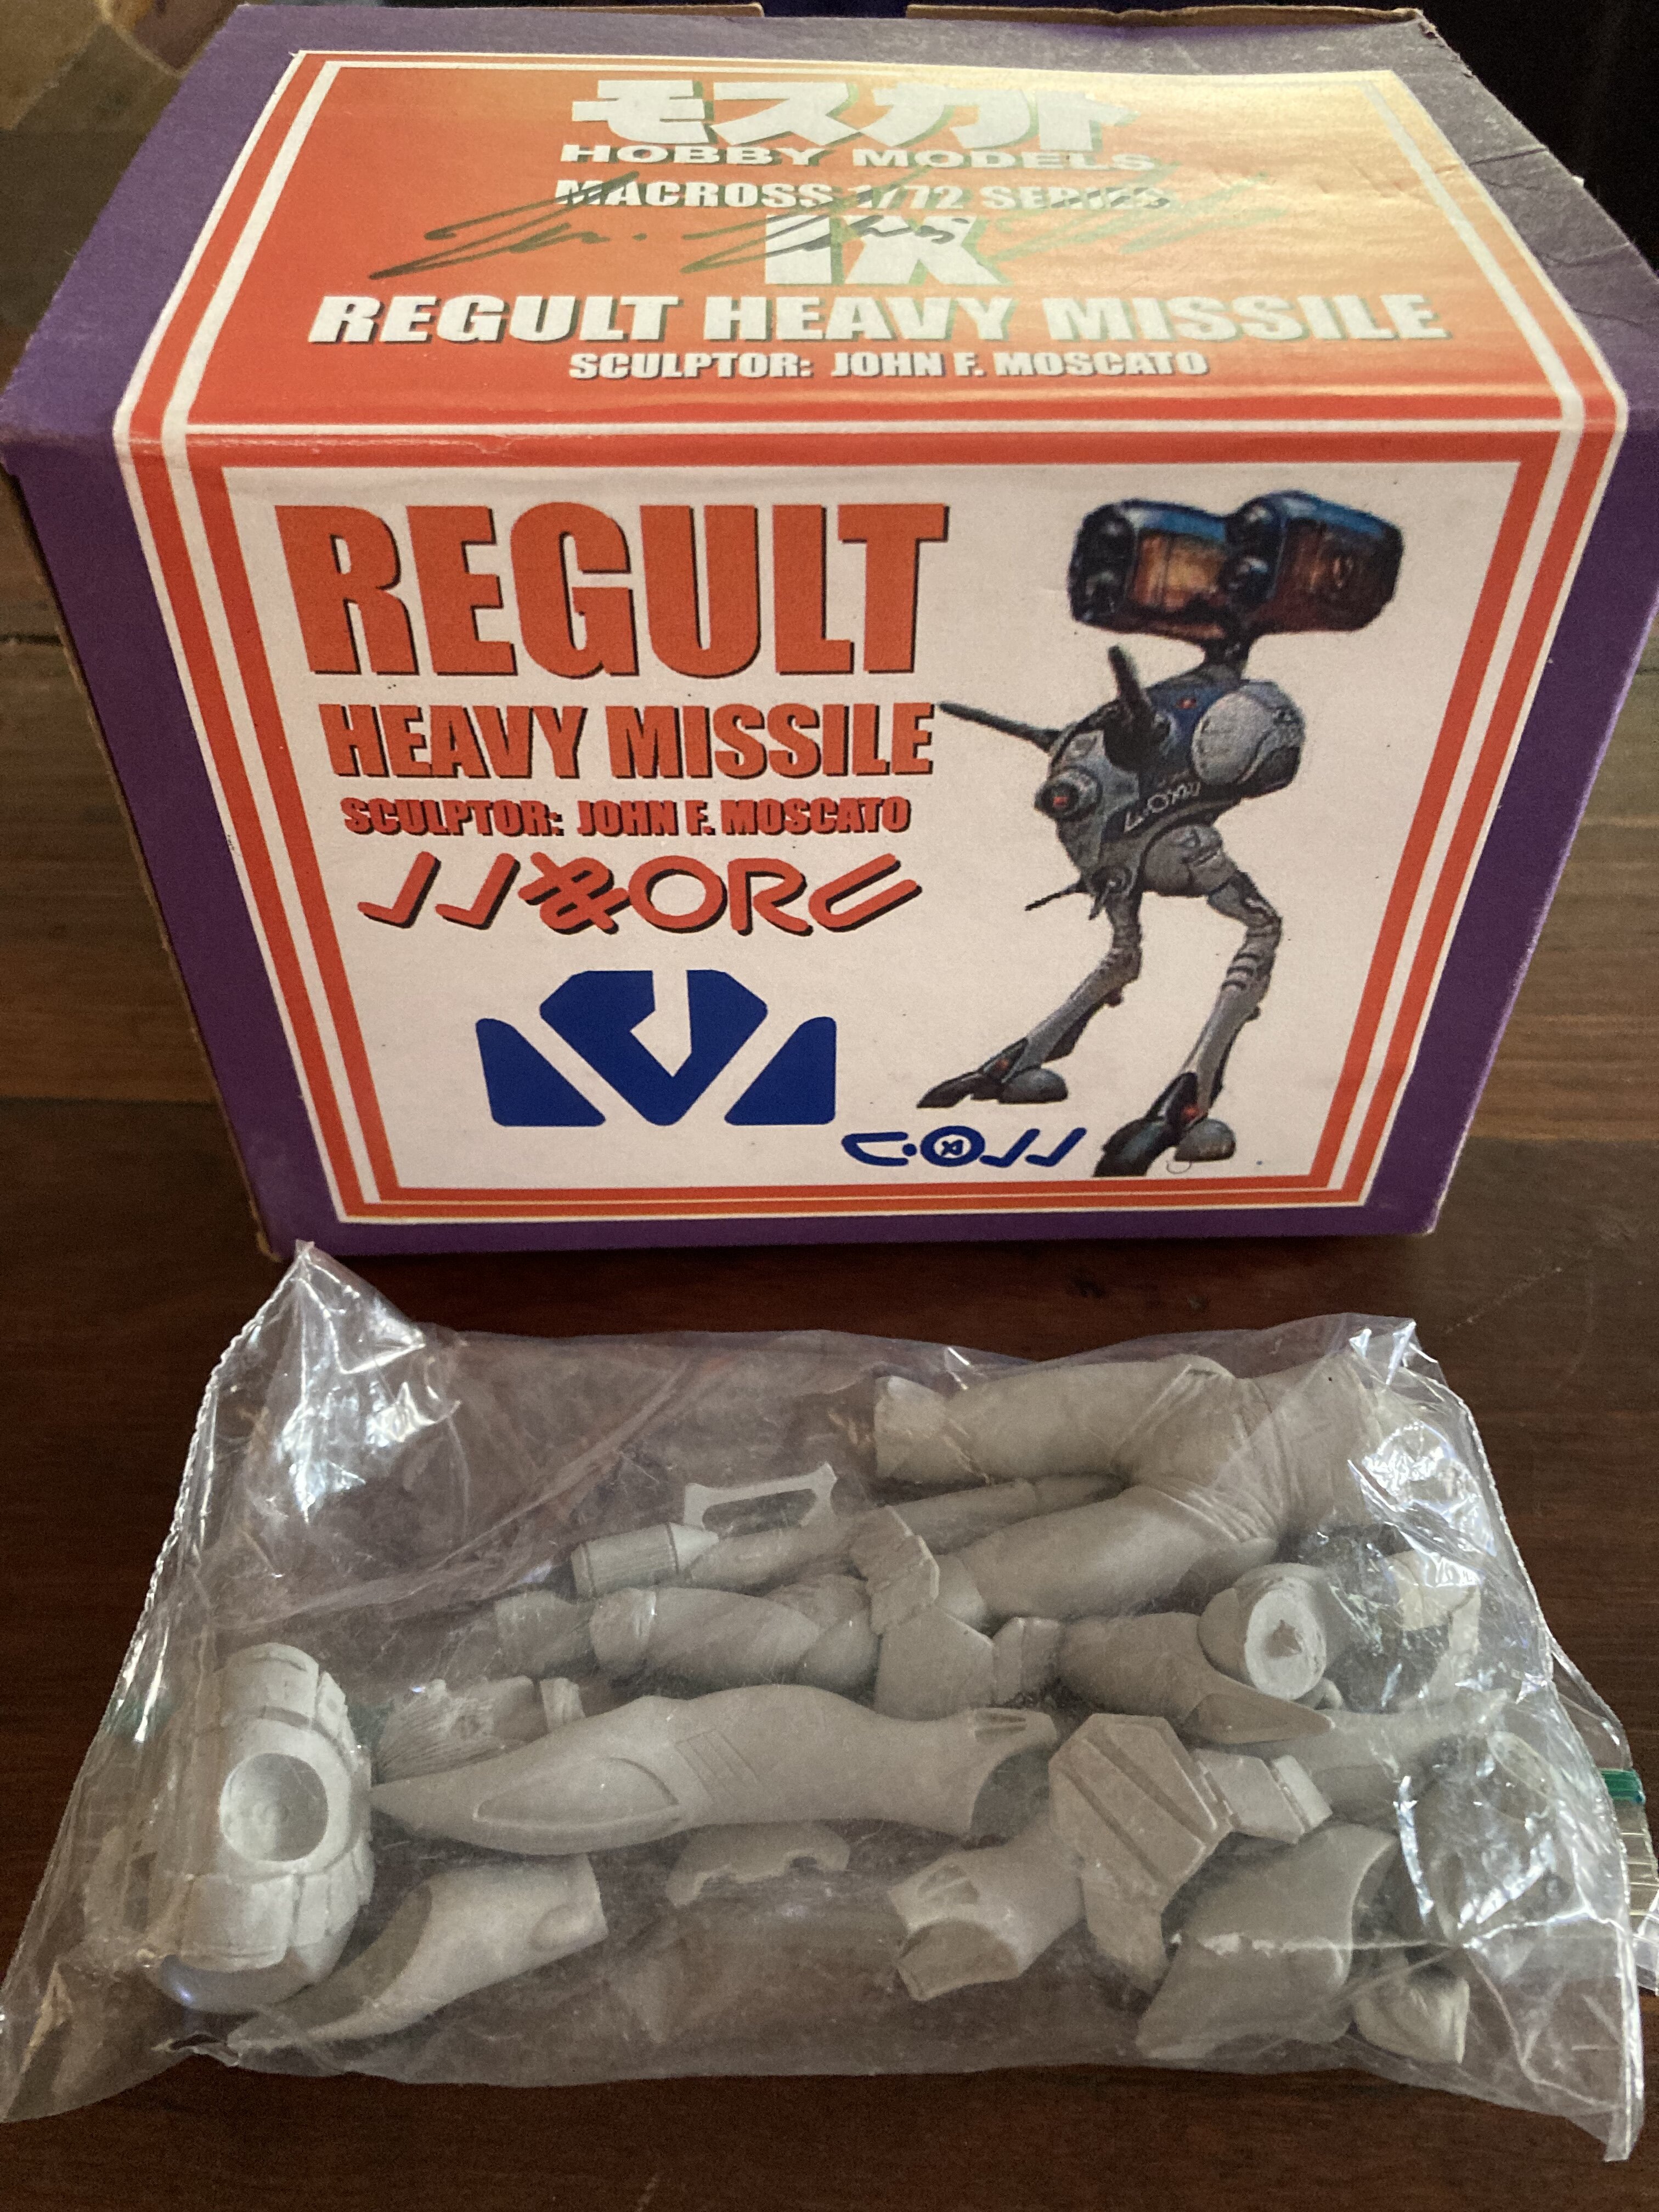 モスカト
HOBBY MODELS
MACROSS 1/72 SERIES
IX
REGULT HEAVY MISSILE
SCULPTOR: JOHN F. MOSCATO
REGULT
HEAVY MISSILE
SCULPTOR: JOHN F. MOSCATO